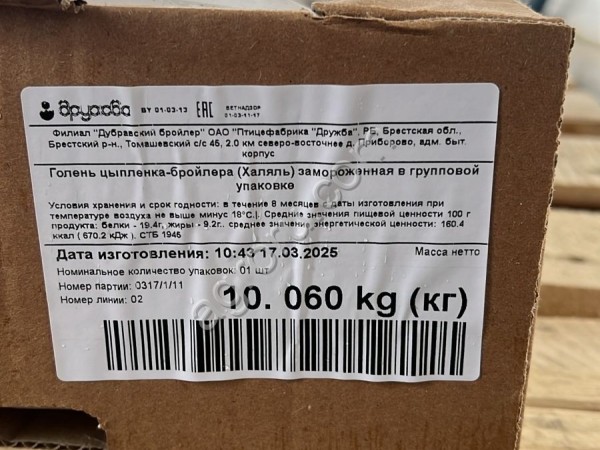 дружба BY 01-03-13 ЕАС ВЕТНАДЗОР
01-03-11-17
Филиал "Дубравский бройлер" ОАО "Птицефабрика "Дружба", РБ, Брестская обл.,
Брестский р-н., Томашевский с/с 45, 2.0 км северо-восточнее д. Приборово, адм. быт.
корпус
Голень цыпленка-бройлера (Халяль) замороженная в групповой
упаковке
Условия хранения и срок годности: в течение 8 месяцев с даты изготовления при
температуре воздуха не выше минус 18°С.|. Средние значения пищевой ценности 100 г
продукта: белки - 19.4г, жиры - 9.2г., среднее значение энергетической ценности: 160.4
ккал ( 670.2 кДж ). СТБ 1945
Дата изготовления: 10:43 17.03.2025 Масса нетто
Номинальное количество упаковок: 01 шт
Номер партии: 0317/1/11
Номер линии: 02
10. 060 kg (кг)